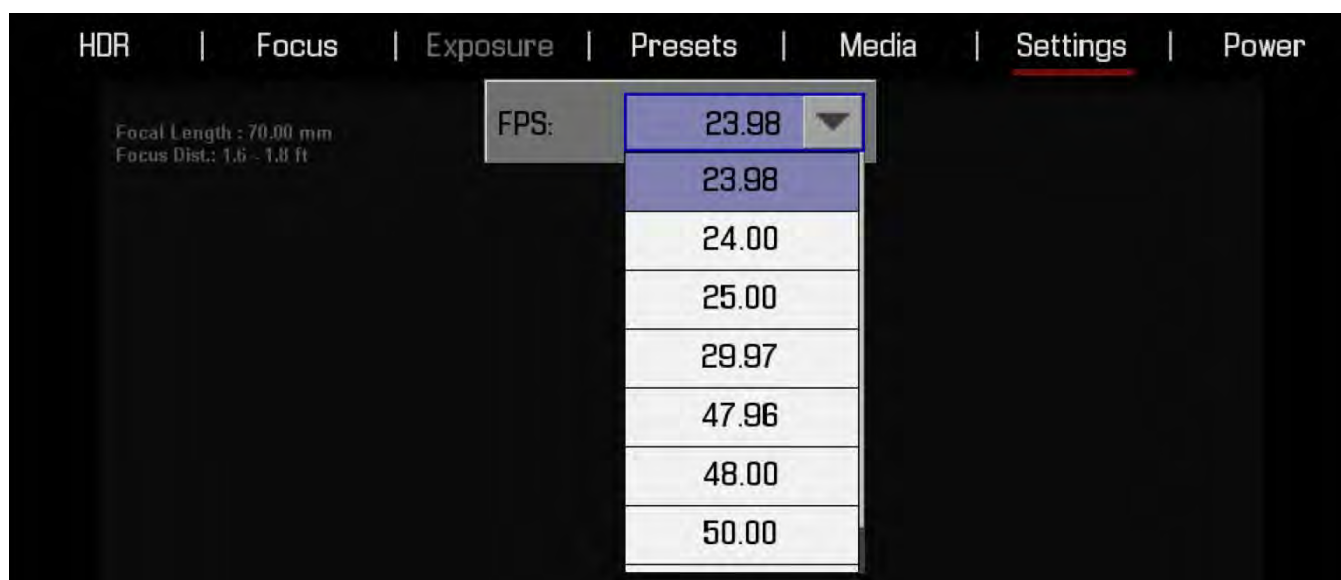 HDR | Focus | Exposure | Presets | Media | Settings | Power
Focal Length : 70.00 mm
Focus Dist.: 1.6 - 1.8 ft
FPS: 23.98
23.98
24.00
25.00
29.97
47.96
48.00
50.00